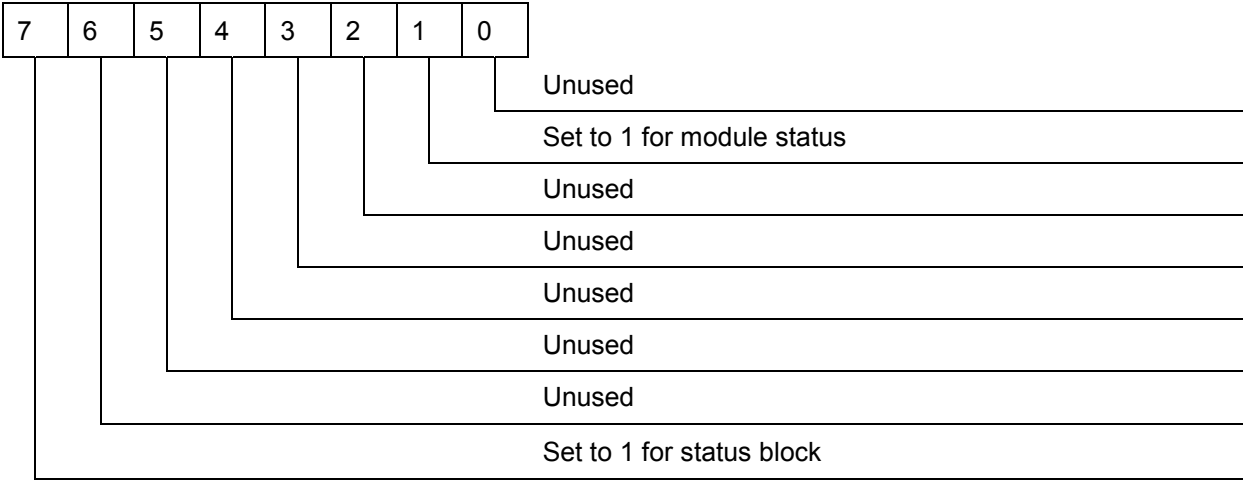 7 6 5 4 3 2 1 0
Unused
Set to 1 for module status
Unused
Unused
Unused
Unused
Unused
Set to 1 for status block